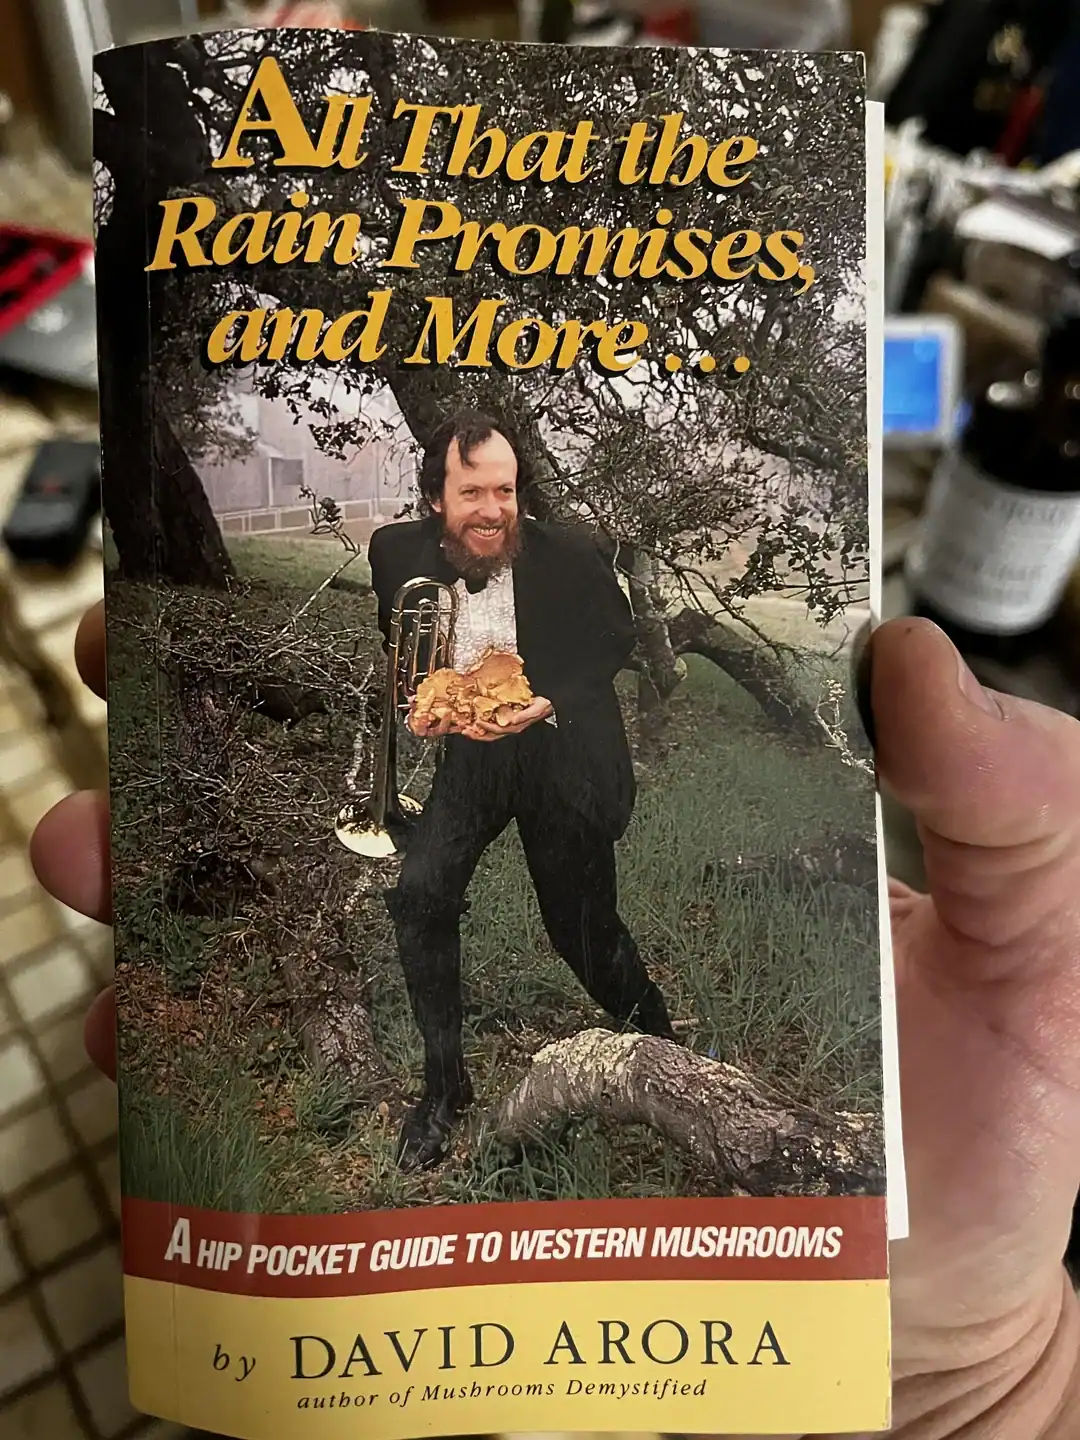 All That the
Rain Promises,
and More...
A HIP POCKET GUIDE TO WESTERN MUSHROOMS
by DAVID ARORA
author of Mushrooms Demystified